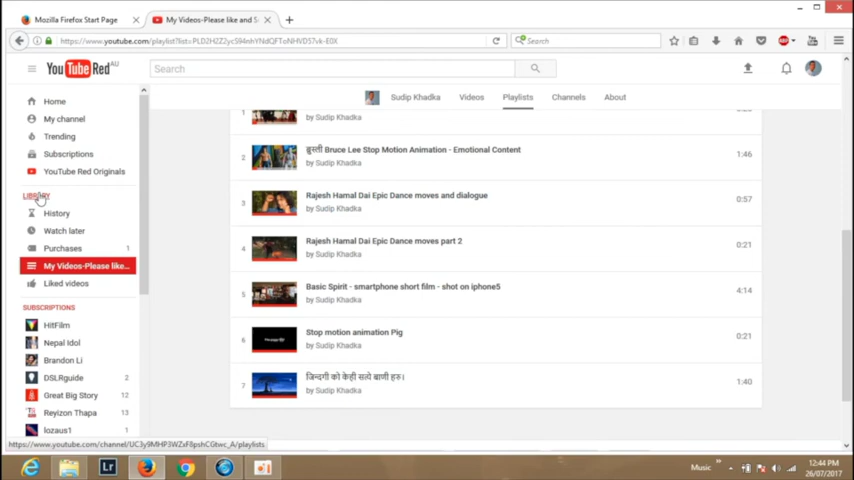 Mozilla Firefox Start Page
My Videos-Please like and S
https://www.youtube.com/playlist?list=PLD2HZZ2ycS94nhYNdQFToNHVD57vk-E0X
Search
YouTube Red AU
Search
Home
My channel
Trending
Subscriptions
YouTube Red Originals
LIBRARY
History
Watch later
Purchases 1
My Videos-Please like...
Liked videos
SUBSCRIPTIONS
HitFilm
Nepal Idol
Brandon Li
DSLRguide 2
Great Big Story 12
Reyizon Thapa 13
lozaus1
Sudip Khadka Videos Playlists Channels About
1
by Sudip Khadka
2 Bruce Lee Stop Motion Animation - Emotional Content 1:46
by Sudip Khadka
3 Rajesh Hamal Dai Epic Dance moves and dialogue 0:57
by Sudip Khadka
4 Rajesh Hamal Dai Epic Dance moves part 2 0:21
by Sudip Khadka
5 Basic Spirit - smartphone short film - shot on iphone5 4:14
by Sudip Khadka
6 Stop motion animation Pig 0:21
by Sudip Khadka
7 जिन्दगी को केही सत्य बाणी हरु। 1:40
by Sudip Khadka
https://www.youtube.com/channel/UC3y9MHP3WZxF8pshCGtwc_A/playlists
Lr
Music
12:44 PM
26/07/2017